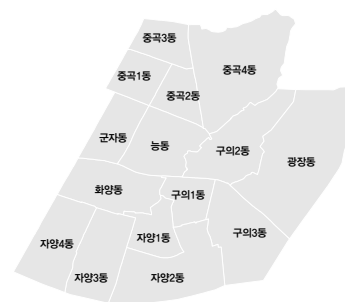 중곡3동
중곡4동
중곡1동
중곡2동
군자동
능동
구의2동
광장동
화양동
구의1동
구의3동
자양4동
자양1동
자양3동
자양2동